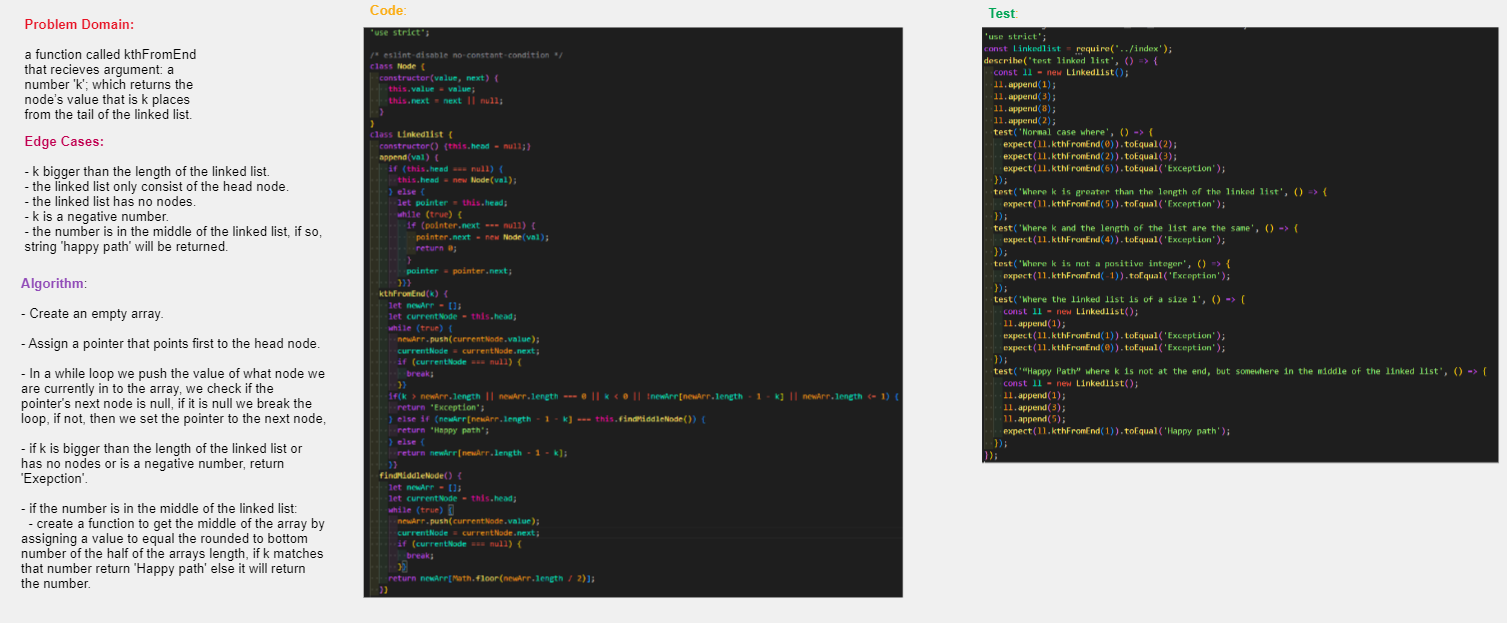 Problem Domain:
a function called kthFromEnd
that recieves argument: a
number 'k'; which returns the
node's value that is k places
from the tail of the linked list.
Edge Cases:
- k bigger than the length of the linked list.
- the linked list only consist of the head node.
- the linked list has no nodes.
- k is a negative number.
- the number is in the middle of the linked list, if so,
string 'happy path' will be returned.
Algorithm:
- Create an empty array.
- Assign a pointer that points first to the head node.
- In a while loop we push the value of what node we
are currently in to the array, we check if the
pointer's next node is null, if it is null we break the
loop, if not, then we set the pointer to the next node,
- if k is bigger than the length of the linked list or
has no nodes or is a negative number, return
'Exepction'.
- if the number is in the middle of the linked list:
- create a function to get the middle of the array by
assigning a value to equal the rounded to bottom
number of the half of the arrays length, if k matches
that number return 'Happy path' else it will return
the number.
Code:
'use strict';
/* eslint-disable no-constant-condition */
class Node {
constructor(value, next) {
this.value = value;
this.next = next || null;
}
}
class Linkedlist {
constructor() {this.head = null;}
append(val) {
if (this.head === null) {
this.head = new Node(val);
} else {
let pointer = this.head;
while (true) {
if (pointer.next === null) {
pointer.next = new Node(val);
return 0;
}
pointer = pointer.next;
}}}
kthFromEnd(k) {
let newArr = [];
let currentNode = this.head;
while (true) {
newArr.push(currentNode.value);
currentNode = currentNode.next;
if (currentNode === null) {
break;
}}
if(k > newArr.length || newArr.length === 0 || k < 0 || !newArr[newArr.length - 1 - k] || newArr.length <= 1) {
return 'Exception';
} else if (newArr[newArr.length - 1 - k] === this.findMiddleNode()) {
return 'Happy path';
} else {
return newArr[newArr.length - 1 - k];
}}
findMiddleNode() {
let newArr = [];
let currentNode = this.head;
while (true) {
newArr.push(currentNode.value);
currentNode = currentNode.next;
if (currentNode === null) {
break;
}}
return newArr[Math.floor(newArr.length / 2)];
}}
Test:
'use strict';
const Linkedlist = require('../index');
describe('test linked list', () => {
const ll = new Linkedlist();
ll.append(1);
ll.append(3);
ll.append(8);
ll.append(2);
test('Normal case where', () => {
expect(ll.kthFromEnd(0)).toEqual(2);
expect(ll.kthFromEnd(2)).toEqual(3);
expect(ll.kthFromEnd(6)).toEqual('Exception');
});
test('Where k is greater than the length of the linked list', () => {
expect(ll.kthFromEnd(5)).toEqual('Exception');
});
test('Where k and the length of the list are the same', () => {
expect(ll.kthFromEnd(4)).toEqual('Exception');
});
test('Where k is not a positive integer', () => {
expect(ll.kthFromEnd(-1)).toEqual('Exception');
});
test('Where the linked list is of a size 1', () => {
const ll = new Linkedlist();
ll.append(1);
expect(ll.kthFromEnd(1)).toEqual('Exception');
expect(ll.kthFromEnd(0)).toEqual('Exception');
});
test('“Happy Path” where k is not at the end, but somewhere in the middle of the linked list', () => {
const ll = new Linkedlist();
ll.append(1);
ll.append(3);
ll.append(5);
expect(ll.kthFromEnd(1)).toEqual('Happy path');
});
});